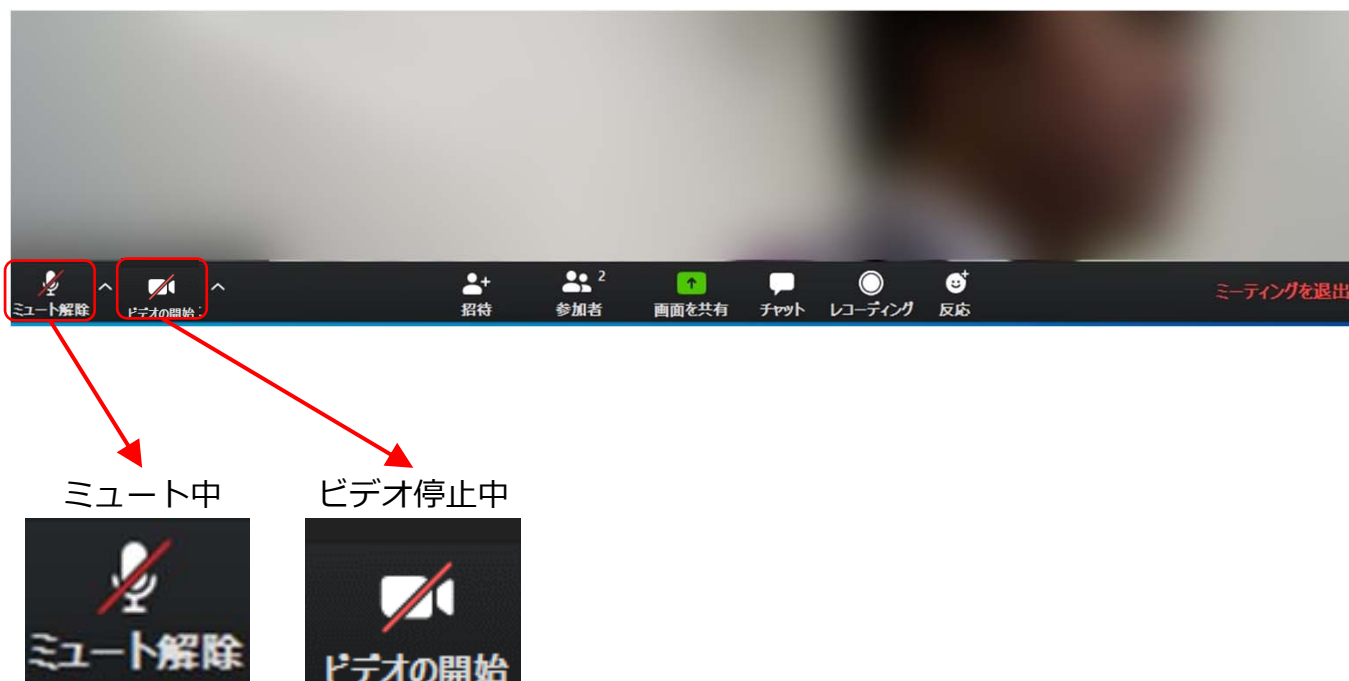 ミュート解除 ビデオの開始 招待 参加者 2 画面を共有 チャット レコーディング 反応 ミーティングを退出
ミュート中 ビデオ停止中
ミュート解除 ビデオの開始